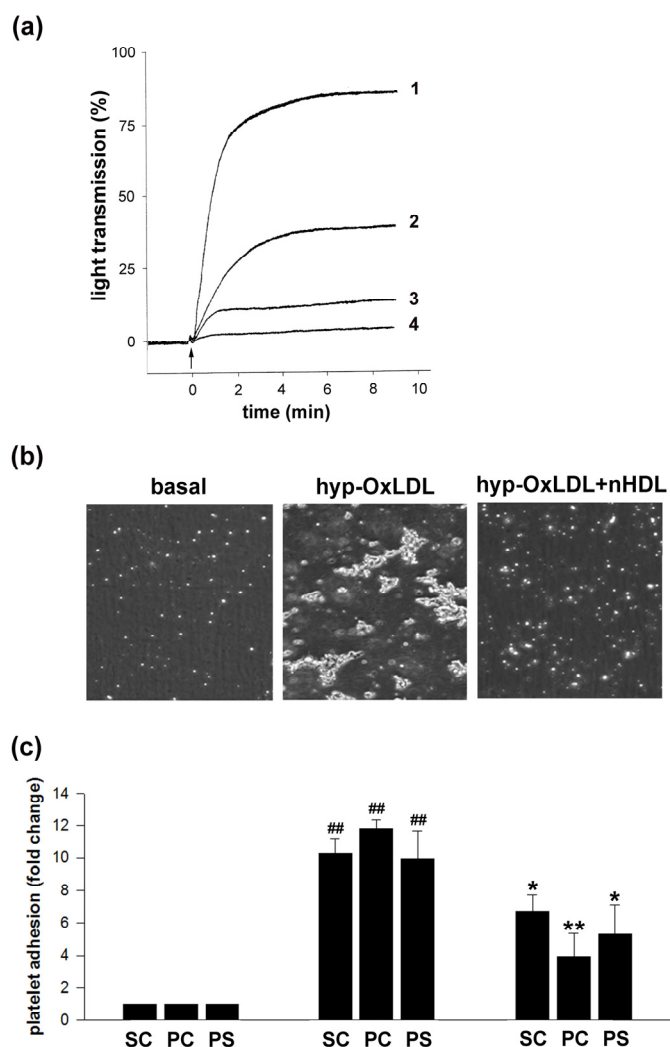 (a)
light transmission (%)
100
75
50
25
0
1
2
3
4
0 2 4 6 8 10
time (min)
(b)
basal hyp-OxLDL hyp-OxLDL+nHDL
(c)
platelet adhesion (fold change)
14
12
10
8
6
4
2
0
## ## ##
* ** *
SC PC PS SC PC PS SC PC PS